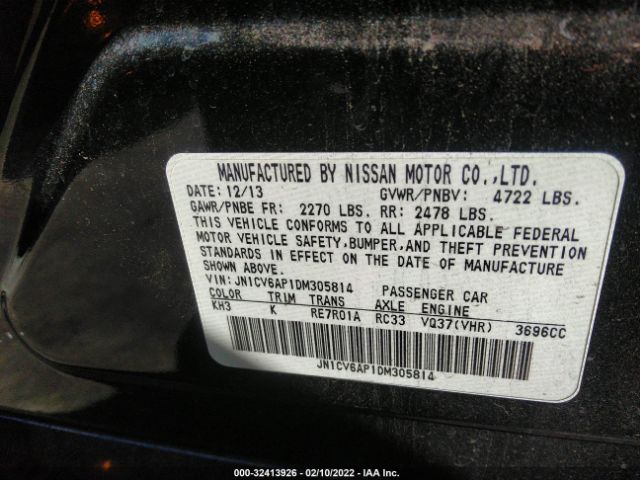 MANUFACTURED BY NISSAN MOTOR CO.,LTD.
DATE: 12/13 GVWR/PNBV: 4722 LBS.
GAWR/PNBE FR: 2270 LBS. RR: 2478 LBS.
THIS VEHICLE CONFORMS TO ALL APPLICABLE FEDERAL
MOTOR VEHICLE SAFETY,BUMPER,AND THEFT PREVENTION
STANDARDS IN EFFECT ON THE DATE OF MANUFACTURE
SHOWN ABOVE.
VIN: JN1CV6AP1DM305814 PASSENGER CAR
COLOR TRIM TRANS AXLE ENGINE
KH3 K RE7R01A RC33 VQ37(VHR) 3696CC
JN1CV6AP1DM305814
000-32413926 - 02/10/2022 - IAA Inc.